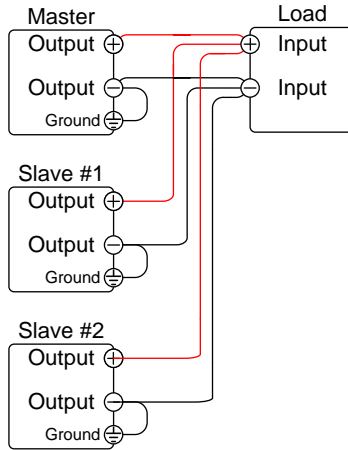 Master
Output +
Output −
Ground
Load
+ Input
− Input
Slave #1
Output +
Output −
Ground
Slave #2
Output +
Output −
Ground